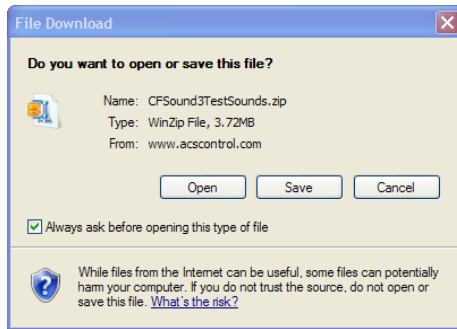 File Download
Do you want to open or save this file?
Name: CFSound3TestSounds.zip
Type: WinZip File, 3.72MB
From: www.acscontrol.com
Open Save Cancel
Always ask before opening this type of file
While files from the Internet can be useful, some files can potentially
harm your computer. If you do not trust the source, do not open or
save this file. What's the risk?